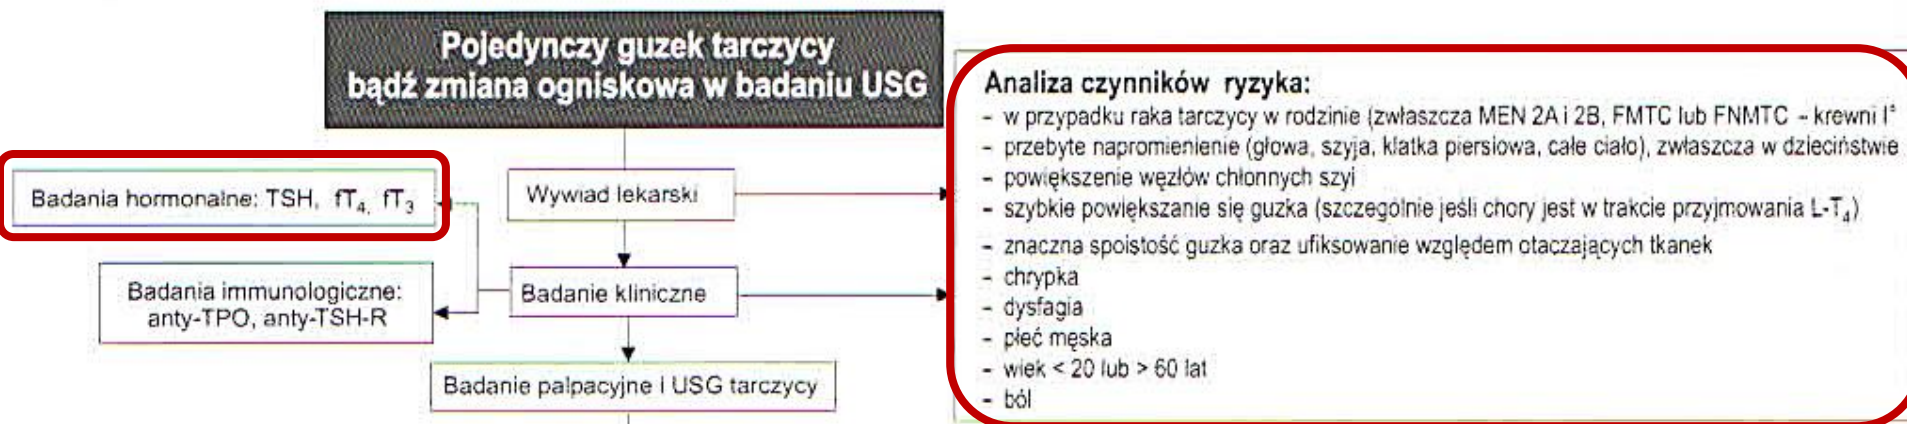 Pojedynczy guzek tarczycy
bądź zmiana ogniskowa w badaniu USG
Badania hormonalne: TSH, fT4, fT3
Wywiad lekarski
Badania immunologiczne:
anty-TPO, anty-TSH-R
Badanie kliniczne
Badanie palpacyjne i USG tarczycy
Analiza czynników ryzyka:
- w przypadku raka tarczycy w rodzinie (zwłaszcza MEN 2A i 2B, FMTC lub FNMTC - krewni I°
- przebyte napromienienie (głowa, szyja, klatka piersiowa, całe ciało), zwłaszcza w dzieciństwie
- powiększenie węzłów chłonnych szyi
- szybkie powiększanie się guzka (szczególnie jeśli chory jest w trakcie przyjmowania L-T4)
- znaczna spoistość guzka oraz ufiksowanie względem otaczających tkanek
- chrypka
- dysfagia
- płeć męska
- wiek < 20 lub > 60 lat
- ból